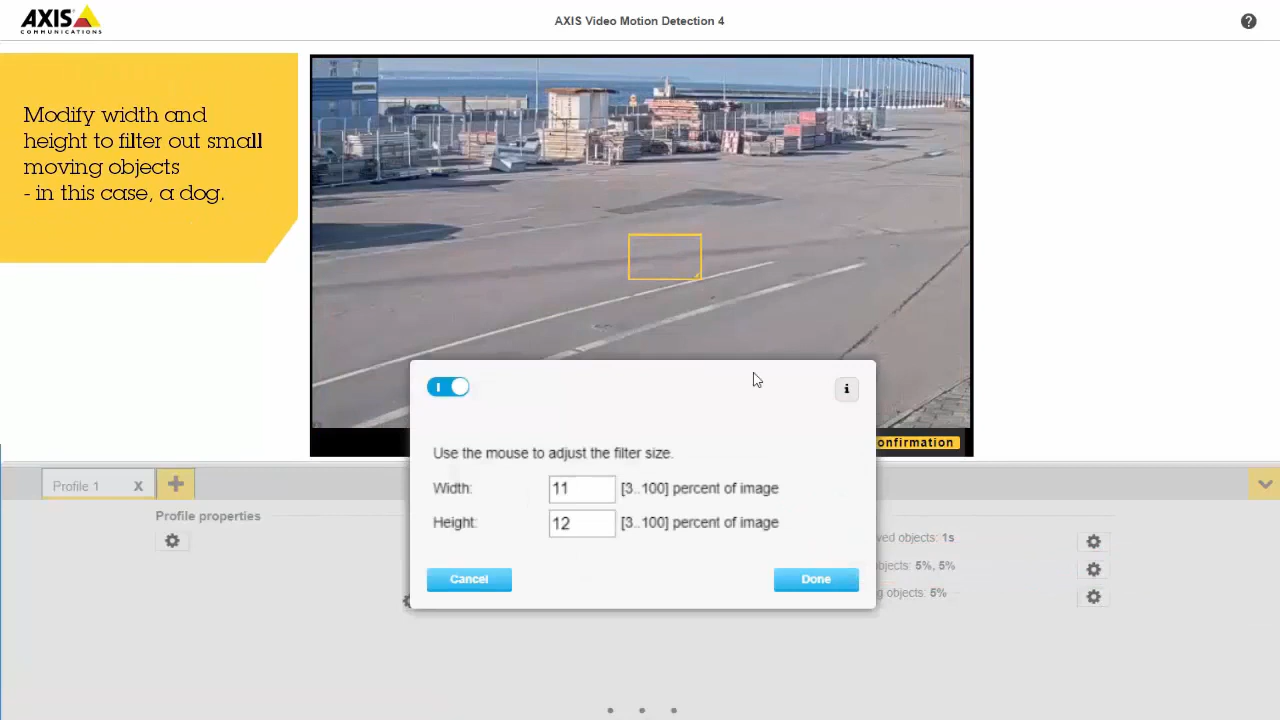 AXIS
COMMUNICATIONS
AXIS Video Motion Detection 4
?
Modify width and
height to filter out small
moving objects
- in this case, a dog.
onfirmation
i
Use the mouse to adjust the filter size.
Width: 11 [3..100] percent of image
Height: 12 [3..100] percent of image
Cancel Done
Profile 1 X +
Profile properties
ved objects: 1s
objects: 5%, 5%
g objects: 5%